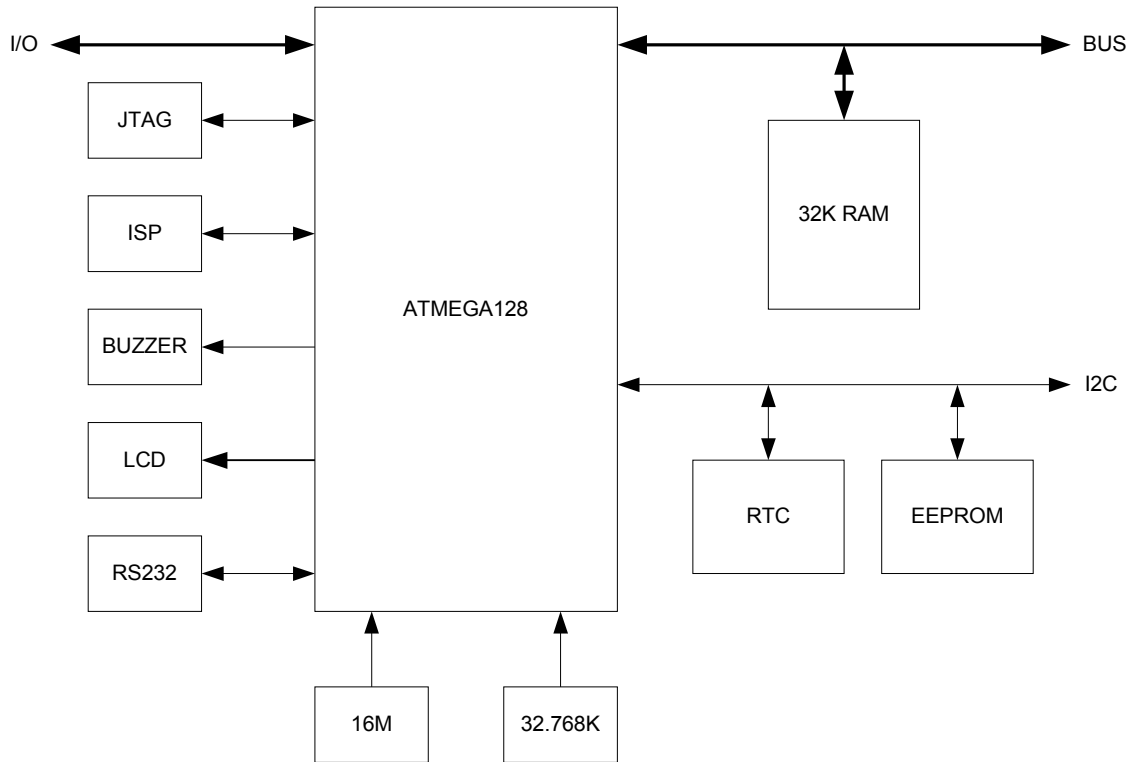 I/O
BUS
JTAG
32K RAM
ISP
ATMEGA128
BUZZER
I2C
LCD
RTC
EEPROM
RS232
16M
32.768K